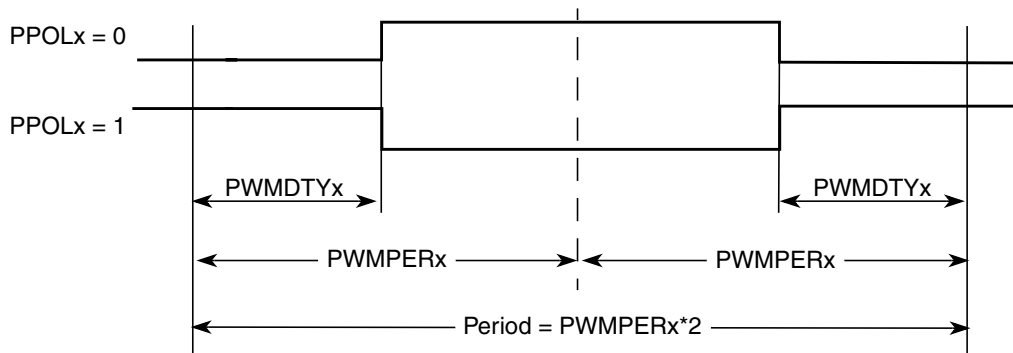 PPOLx = 0
PPOLx = 1
PWMDTYx
PWMDTYx
PWMPERx
PWMPERx
Period = PWMPERx*2